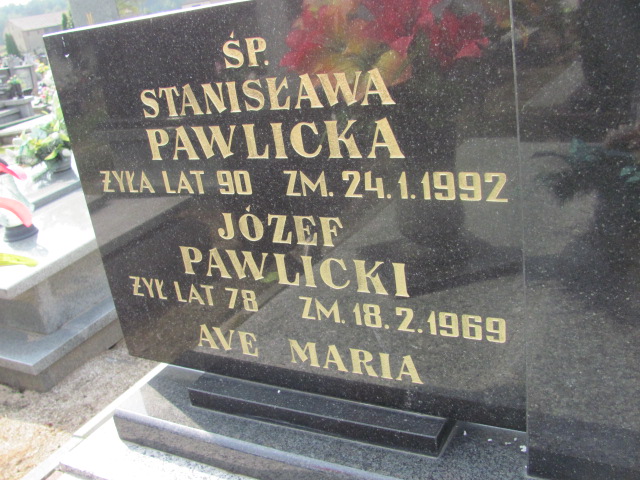 ŚP.
STANISŁAWA
PAWLICKA
ŻYŁA LAT 90 ZM. 24.1.1992
JÓZEF
PAWLICKI
ŻYŁ LAT 78 ZM. 18.2.1969
AVE MARIA